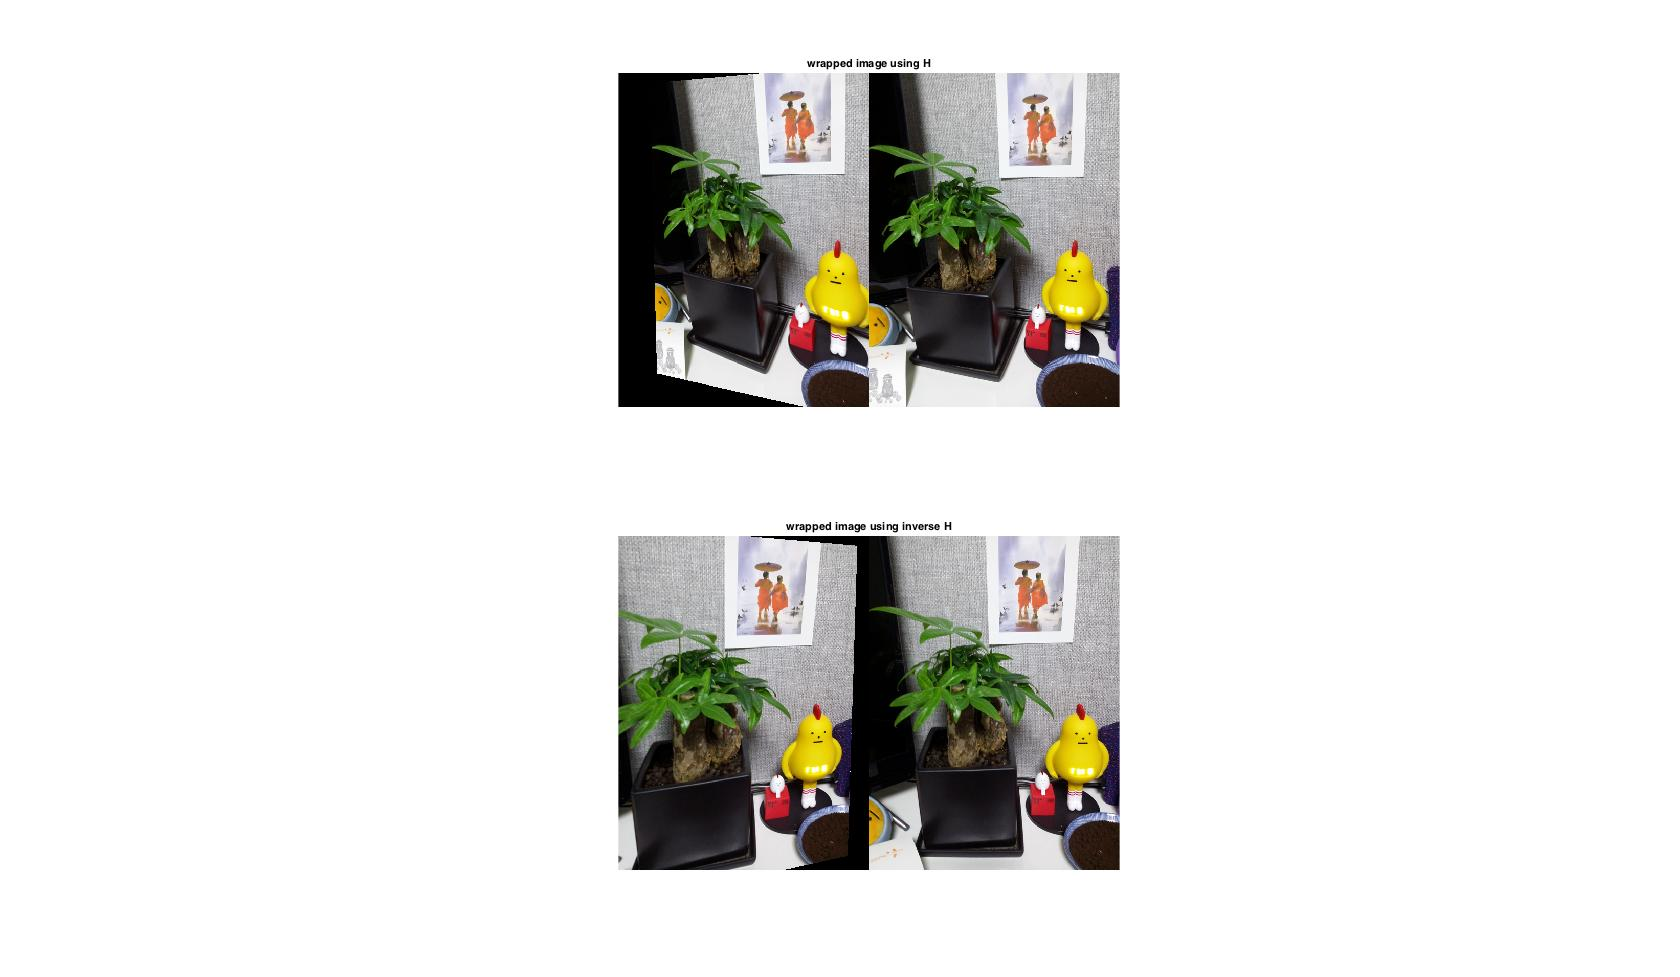 wrapped image using H
wrapped image using inverse H